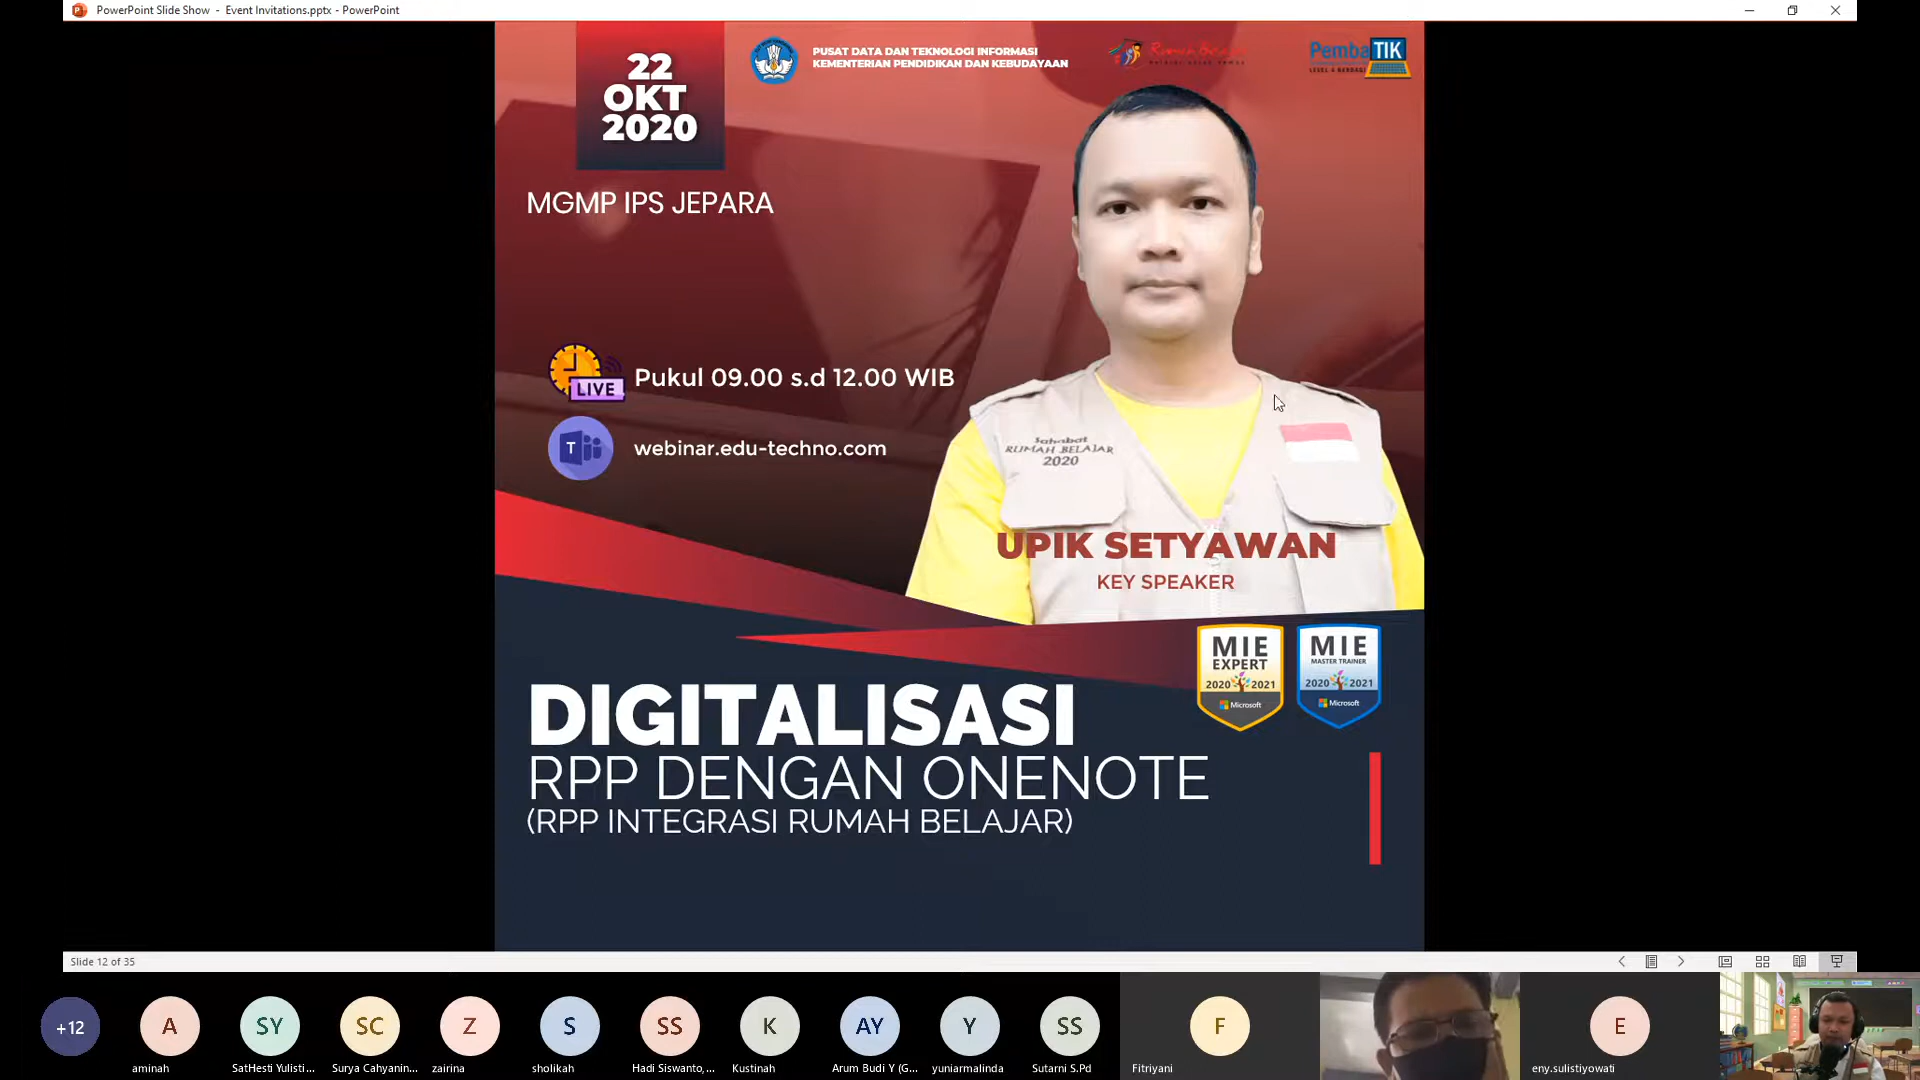 PowerPoint Slide Show - Event Invitations.pptx - PowerPoint
22
OKT
2020
PUSAT DATA DAN TEKNOLOGI INFORMASI
KEMENTERIAN PENDIDIKAN DAN KEBUDAYAAN
PembaTIK
LEVEL 4 BERBAGI
MGMP IPS JEPARA
LIVE
Pukul 09.00 s.d 12.00 WIB
T
webinar.edu-techno.com
Sahabat
RUMAH BELAJAR
2020
UPIK SETYAWAN
KEY SPEAKER
MIE
EXPERT
2020 2021
Microsoft
MIE
MASTER TRAINER
2020 2021
Microsoft
DIGITALISASI
RPP DENGAN ONENOTE
(RPP INTEGRASI RUMAH BELAJAR)
Slide 12 of 35
+12
A
aminah
SY
SatHesti Yulisti...
SC
Surya Cahyanin...
Z
zairina
S
sholikah
SS
Hadi Siswanto, ...
K
Kustinah
AY
Arum Budi Y (G...
Y
yuniarmalinda
SS
Sutarni S.Pd
F
Fitriyani
E
eny.sulistiyowati